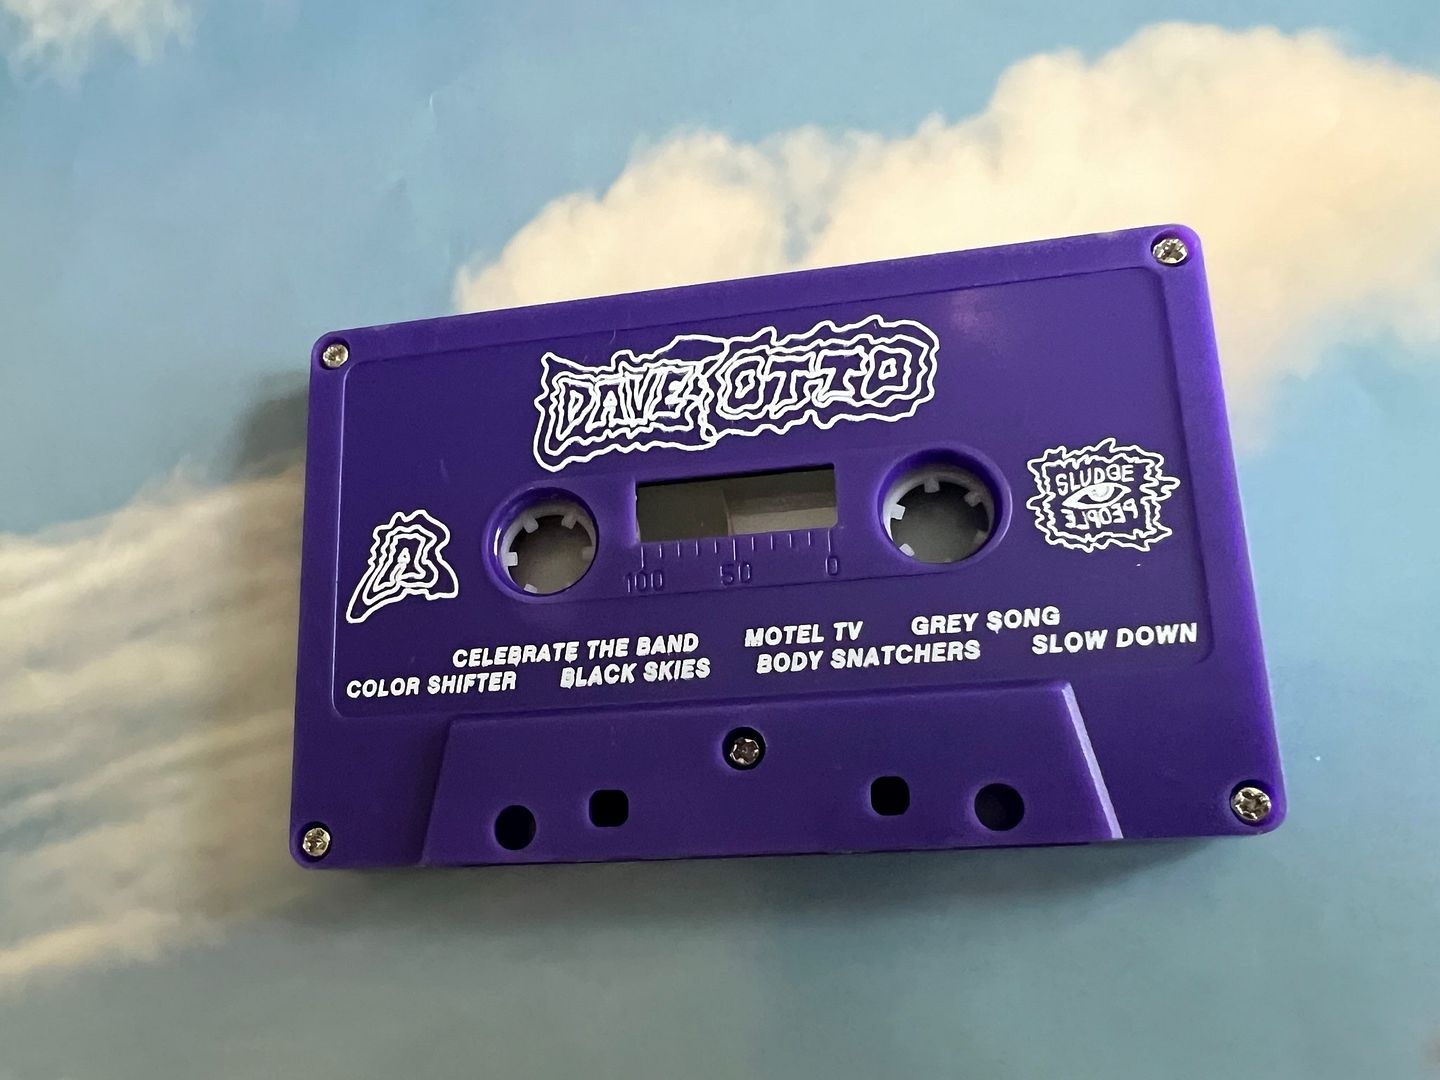 DAVE OTTO
SLUDGE
PEOPLE
A
100 50 0
CELEBRATE THE BAND MOTEL TV GREY SONG
COLOR SHIFTER BLACK SKIES BODY SNATCHERS SLOW DOWN